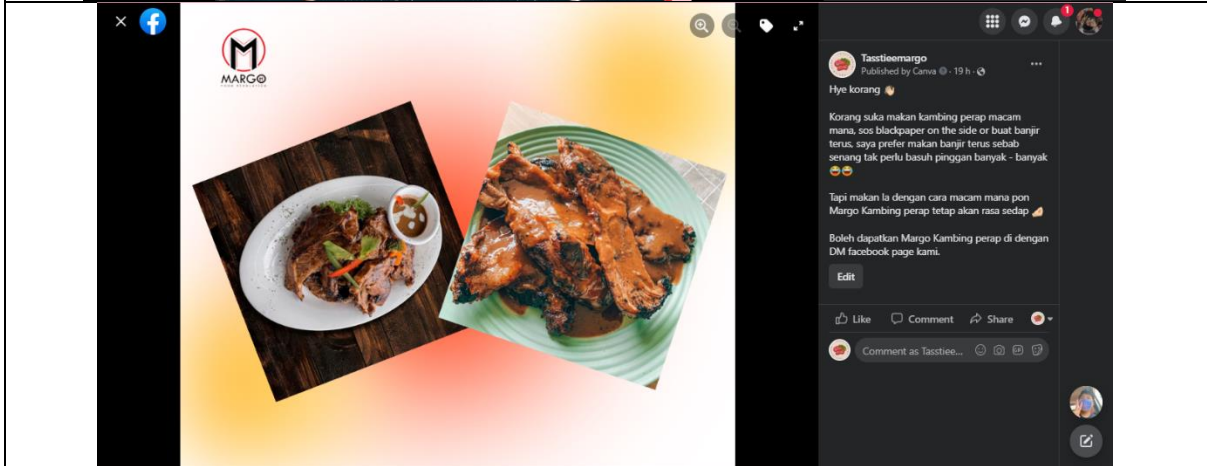 MARGO
Tasstieemargo
Published by Canva · 19 h ·
Hye korang
Korang suka makan kambing perap macam
mana, sos blackpaper on the side or buat banjir
terus, saya prefer makan banjir terus sebab
senang tak perlu basuh pinggan banyak - banyak
Tapi makan la dengan cara macam mana pon
Margo Kambing perap tetap akan rasa sedap
Boleh dapatkan Margo Kambing perap di dengan
DM facebook page kami.
Edit
Like Comment Share
Comment as Tasstiee...
1